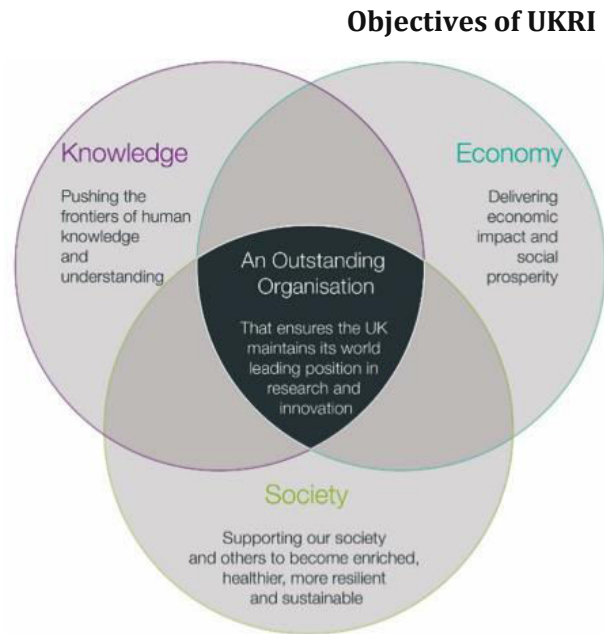 Objectives of UKRI
Knowledge
Pushing the
frontiers of human
knowledge
and
understanding
Economy
Delivering
economic
impact and
social
prosperity
An Outstanding
Organisation
That ensures the UK
maintains its world
leading position in
research and
innovation
Society
Supporting our society
and others to become enriched,
healthier, more resilient
and sustainable